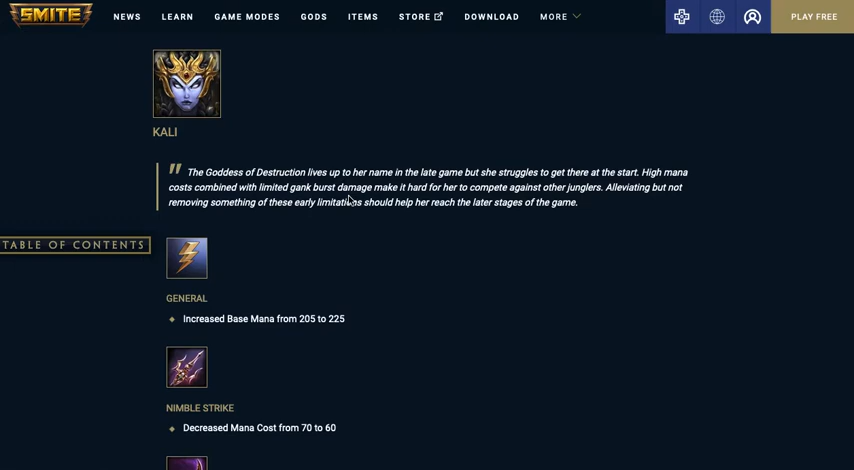 SMITE NEWS LEARN GAME MODES GODS ITEMS STORE DOWNLOAD MORE PLAY FREE
KALI
" The Goddess of Destruction lives up to her name in the late game but she struggles to get there at the start. High mana
costs combined with limited gank burst damage make it hard for her to compete against other junglers. Alleviating but not
removing something of these early limitations should help her reach the later stages of the game.
TABLE OF CONTENTS
GENERAL
Increased Base Mana from 205 to 225
NIMBLE STRIKE
Decreased Mana Cost from 70 to 60